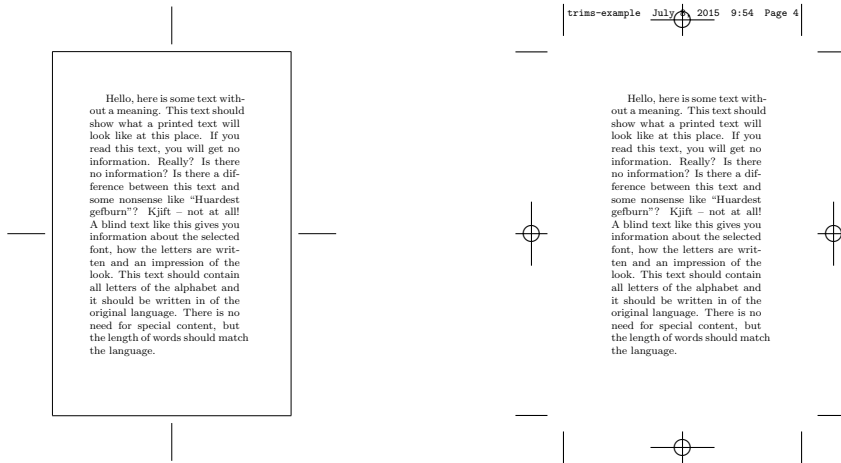 Hello, here is some text with-
out a meaning. This text should
show what a printed text will
look like at this place. If you
read this text, you will get no
information. Really? Is there
no information? Is there a dif-
ference between this text and
some nonsense like “Huardest
gefburn”? Kjift – not at all!
A blind text like this gives you
information about the selected
font, how the letters are writ-
ten and an impression of the
look. This text should contain
all letters of the alphabet and
it should be written in of the
original language. There is no
need for special content, but
the length of words should match
the language.
trims-example July 2015 9:54 Page 4
Hello, here is some text with-
out a meaning. This text should
show what a printed text will
look like at this place. If you
read this text, you will get no
information. Really? Is there
no information? Is there a dif-
ference between this text and
some nonsense like “Huardest
gefburn”? Kjift – not at all!
A blind text like this gives you
information about the selected
font, how the letters are writ-
ten and an impression of the
look. This text should contain
all letters of the alphabet and
it should be written in of the
original language. There is no
need for special content, but
the length of words should match
the language.